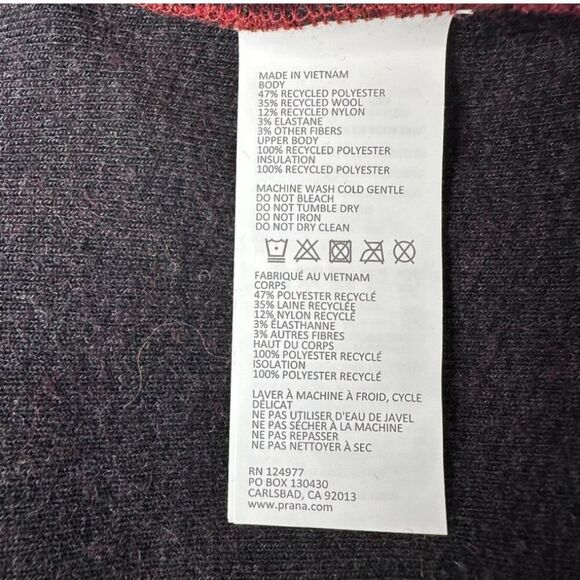 MADE IN VIETNAM
BODY
47% RECYCLED POLYESTER
35% RECYCLED WOOL
12% RECYCLED NYLON
3% ELASTANE
3% OTHER FIBERS
UPPER BODY
100% RECYCLED POLYESTER
INSULATION
100% RECYCLED POLYESTER
MACHINE WASH COLD GENTLE
DO NOT BLEACH
DO NOT TUMBLE DRY
DO NOT IRON
DO NOT DRY CLEAN
FABRIQUÉ AU VIETNAM
CORPS
47% POLYESTER RECYCLÉ
35% LAINE RECYCLÉE
12% NYLON RECYCLÉ
3% ÉLASTHANNE
3% AUTRES FIBRES
HAUT DU CORPS
100% POLYESTER RECYCLÉ
ISOLATION
100% POLYESTER RECYCLÉ
LAVER À MACHINE À FROID, CYCLE
DÉLICAT
NE PAS UTILISER D'EAU DE JAVEL
NE PAS SÉCHER À LA MACHINE
NE PAS REPASSER
NE PAS NETTOYER À SEC
RN 124977
PO BOX 130430
CARLSBAD, CA 92013
www.prana.com